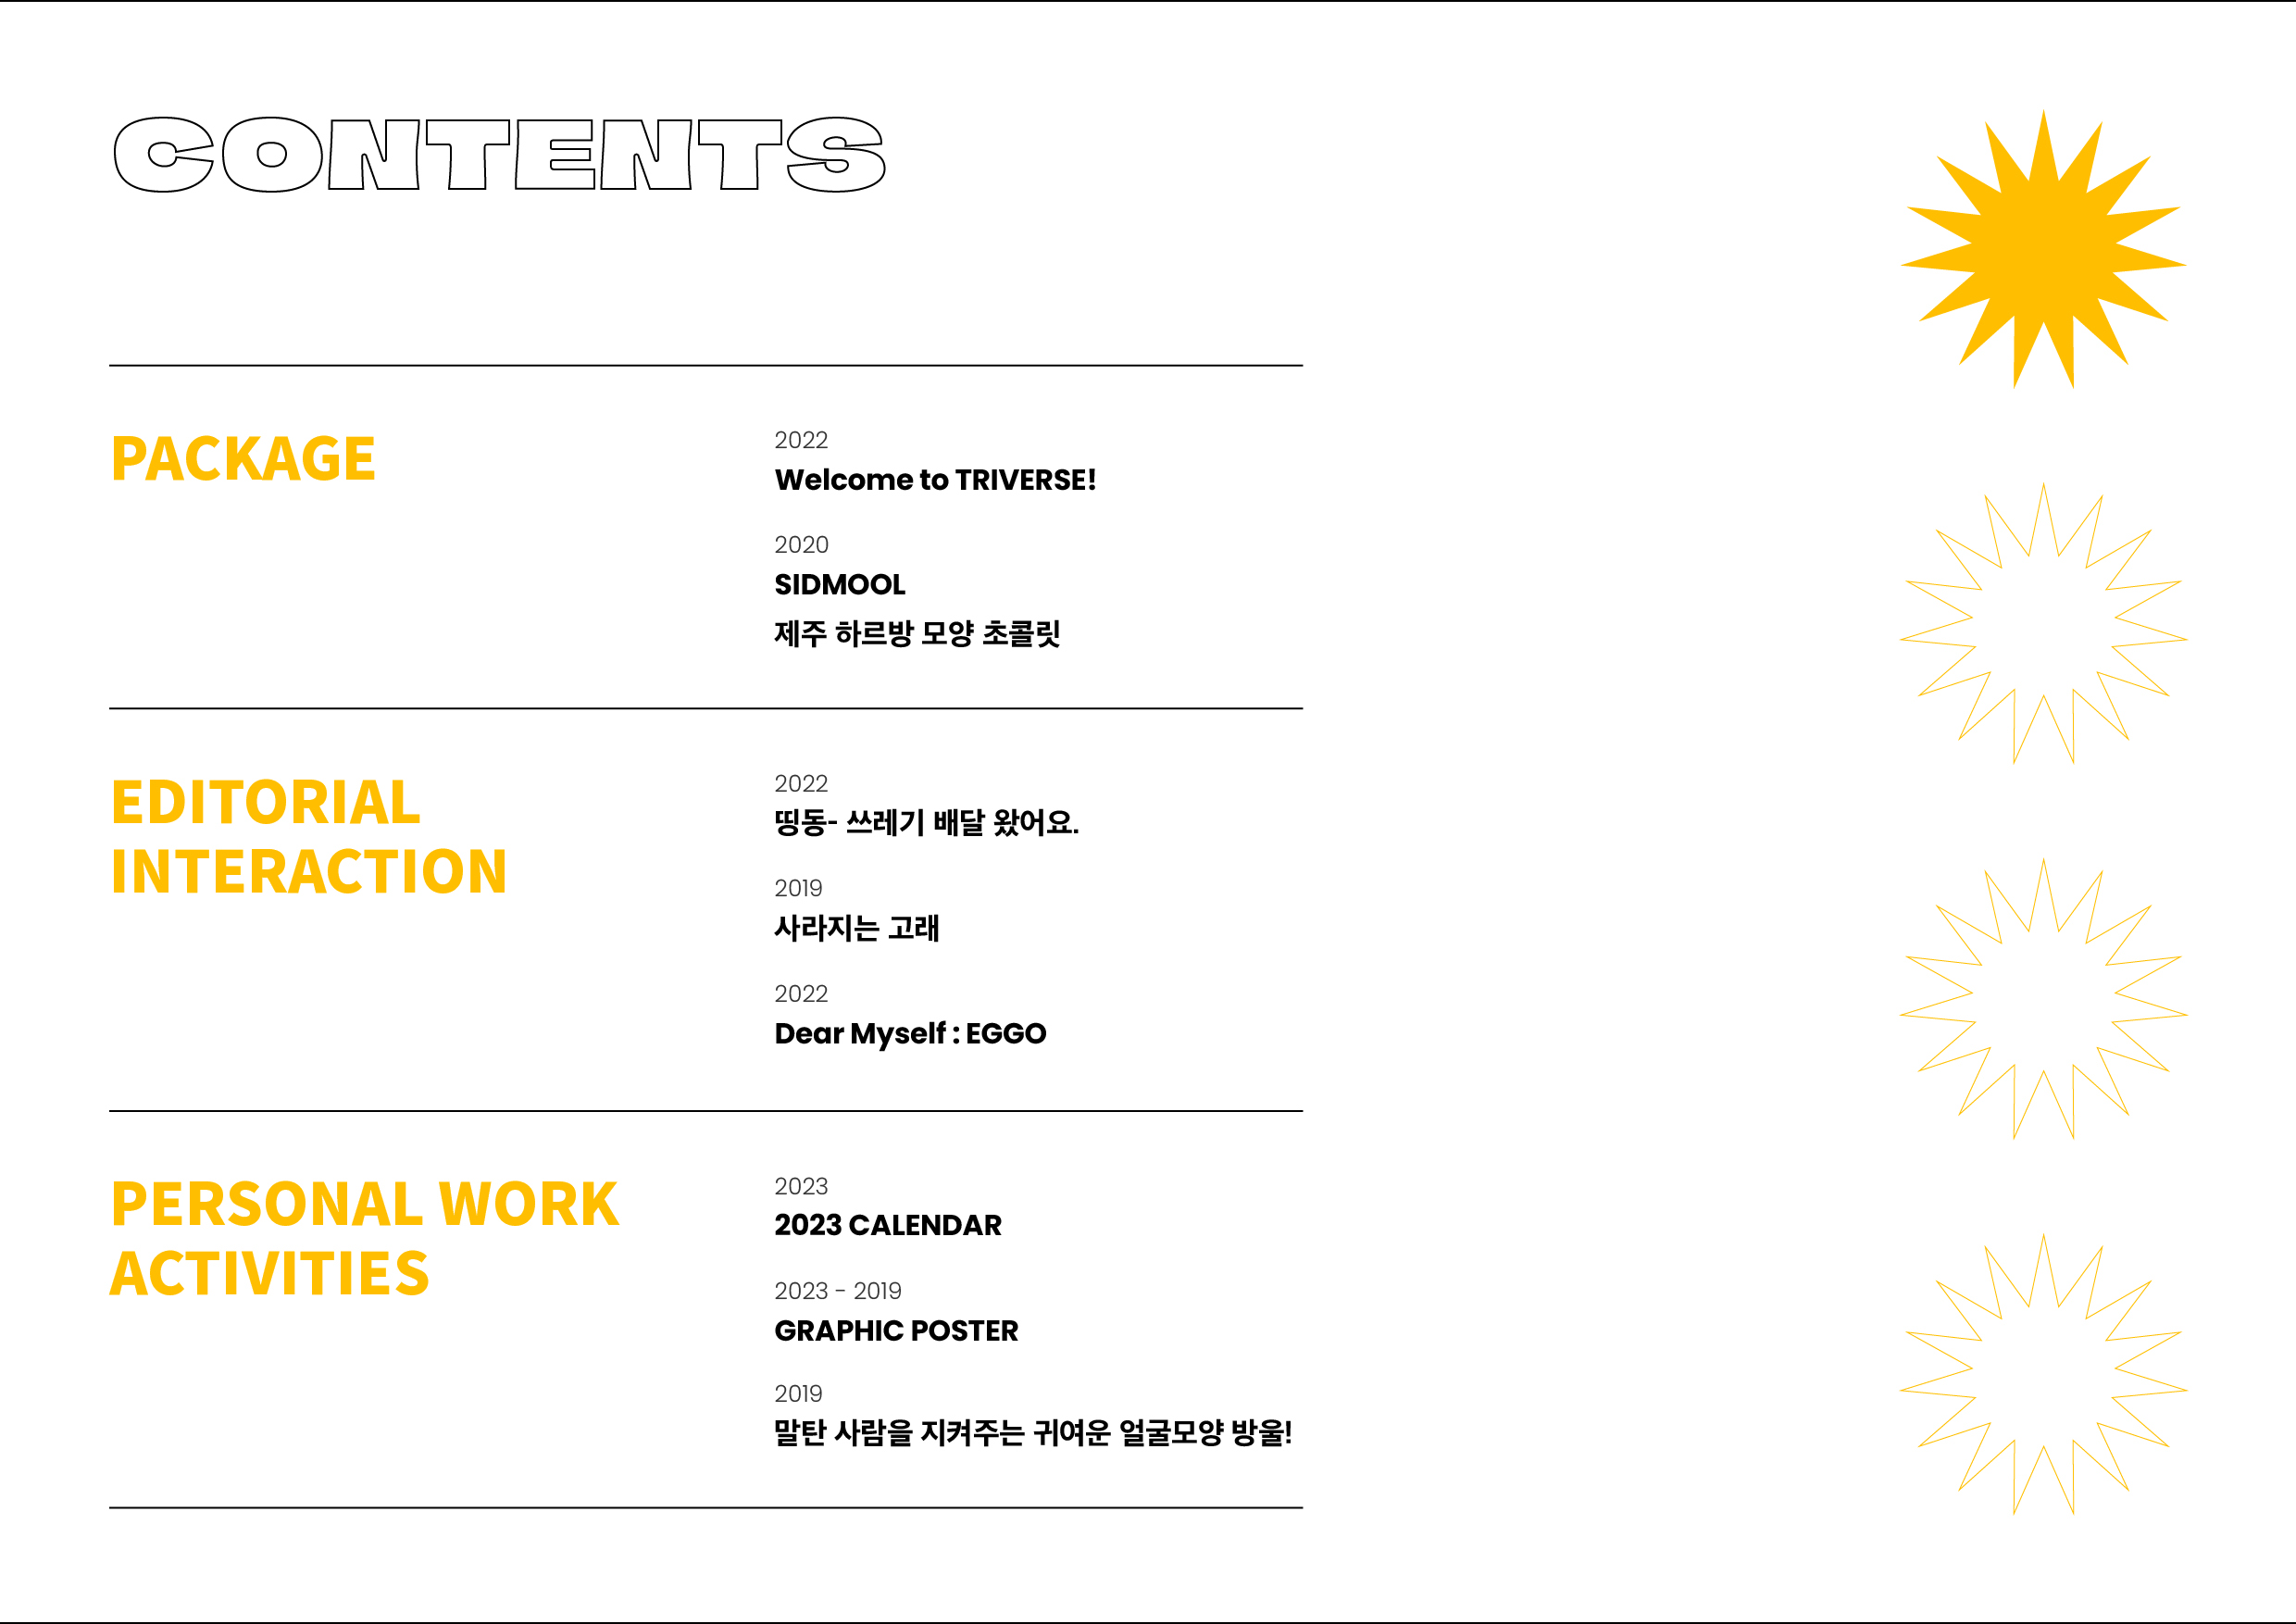 CONTENTS
PACKAGE
2022
Welcome to TRIVERSE!
2020
SIDMOOL
제주 하르방 모양 초콜릿
EDITORIAL
INTERACTION
2022
띵동- 쓰레기 배달 왔어요.
2019
사라지는 고래
2022
Dear Myself : EGGO
PERSONAL WORK
ACTIVITIES
2023
2023 CALENDAR
2023 - 2019
GRAPHIC POSTER
2019
말탄 사람을 지켜주는 귀여운 얼굴모양 방울!